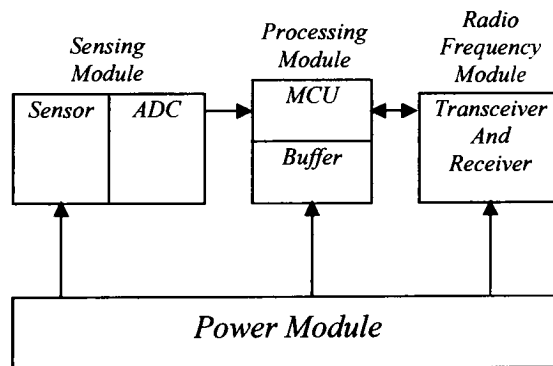 Sensing
Module
Processing
Module
Radio
Frequency
Module
Sensor
ADC
MCU
Buffer
Transceiver
And
Receiver
Power Module